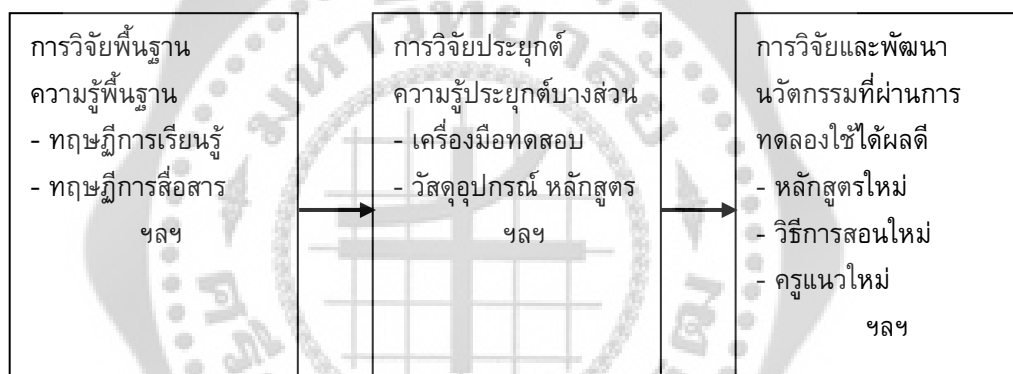 การวิจัยพื้นฐาน
ความรู้พื้นฐาน
- ทฤษฎีการเรียนรู้
- ทฤษฎีการสื่อสาร
ฯลฯ
การวิจัยประยุกต์
ความรู้ประยุกต์บางส่วน
- เครื่องมือทดสอบ
- วัสดุอุปกรณ์ หลักสูตร
ฯลฯ
การวิจัยและพัฒนา
นวัตกรรมที่ผ่านการ
ทดลองใช้ได้ผลดี
- หลักสูตรใหม่
- วิธีการสอนใหม่
- ครูแนวใหม่
ฯลฯ